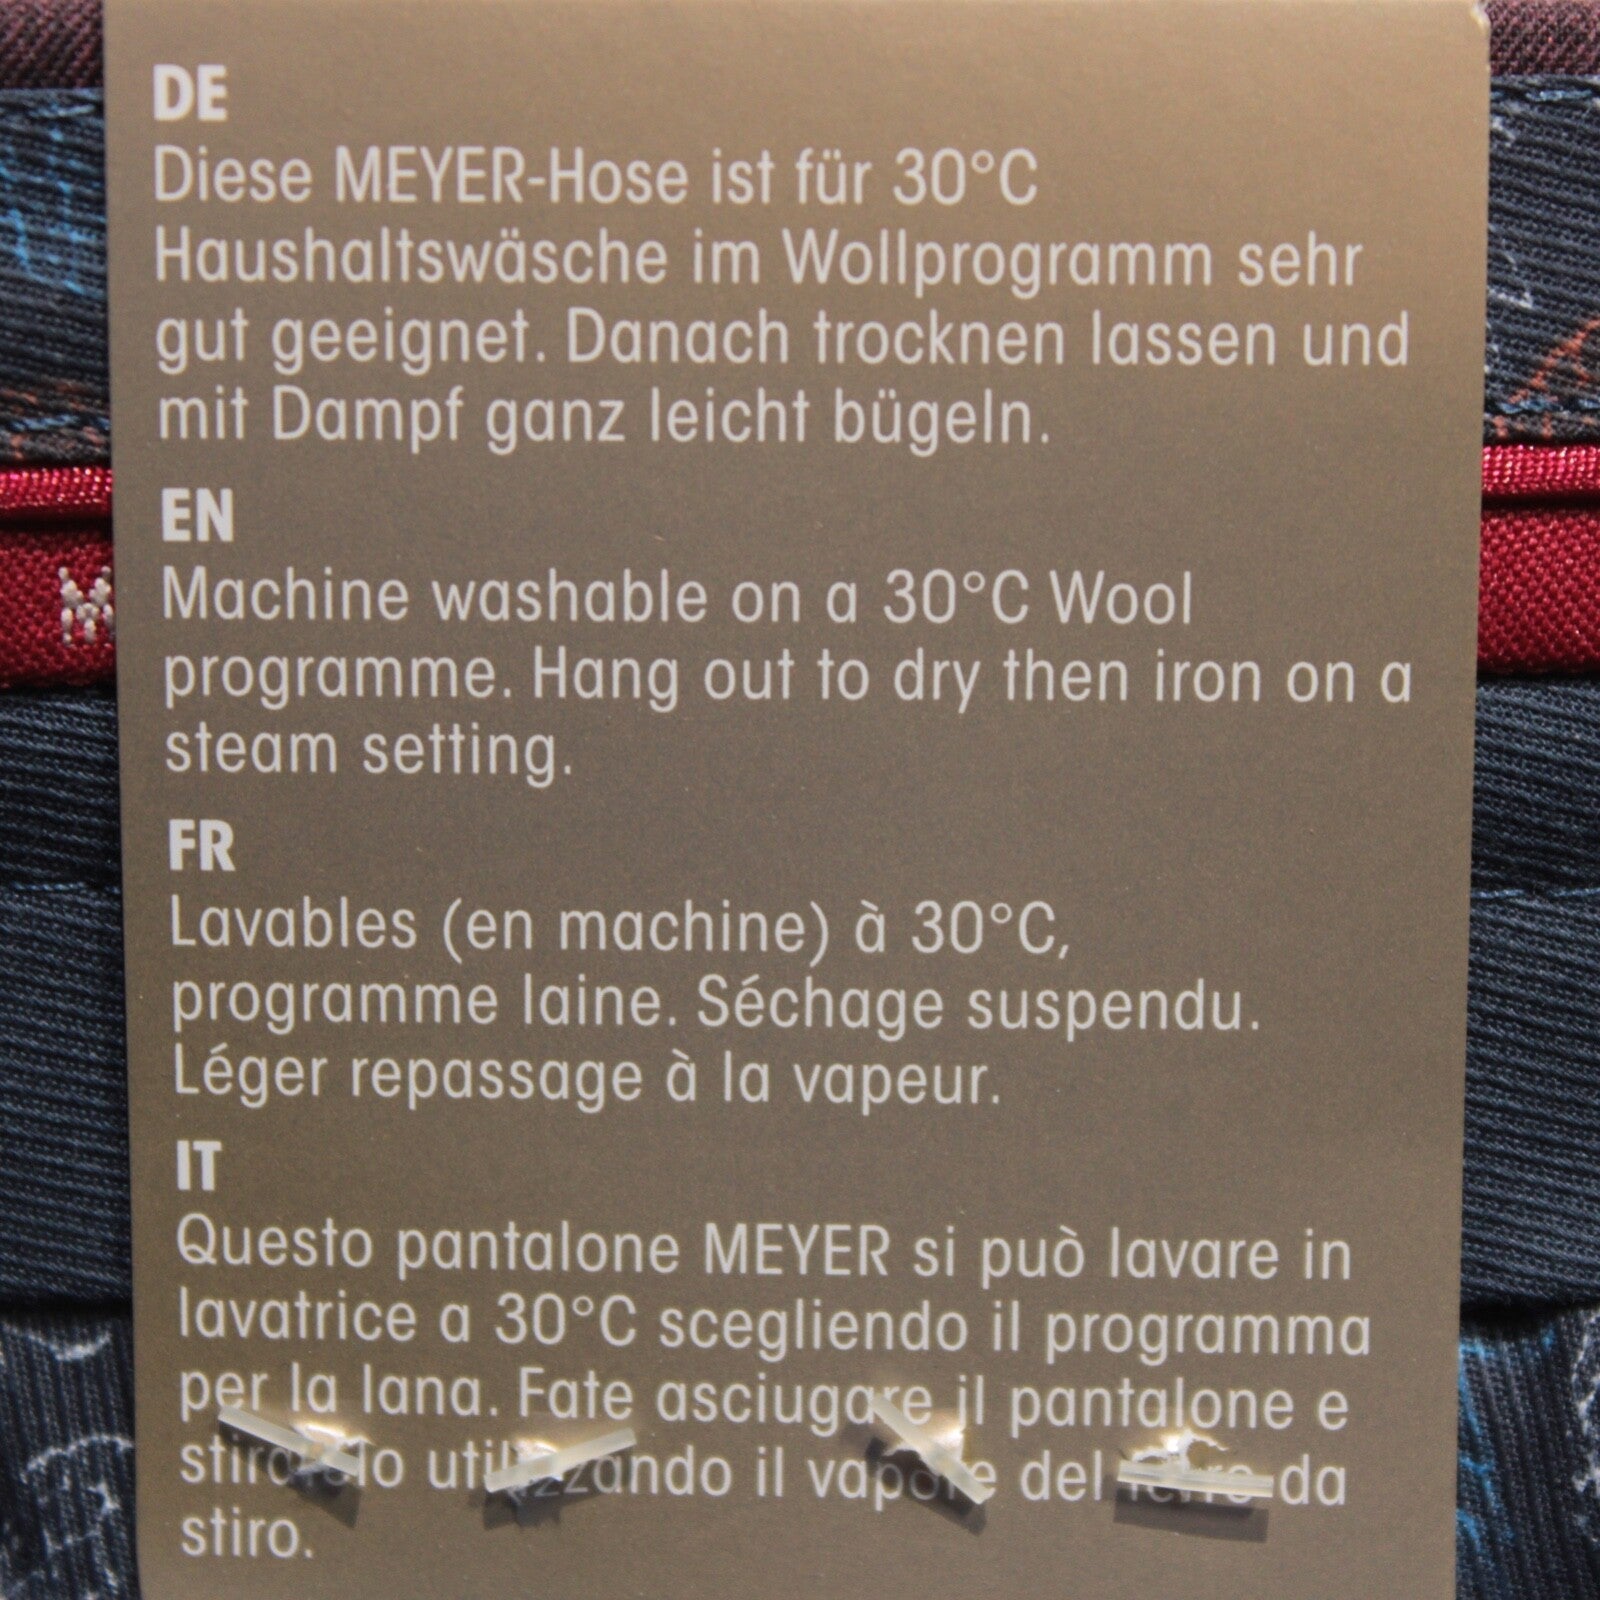 DE
Diese MEYER-Hose ist für 30°C
Haushaltswäsche im Wollprogramm sehr
gut geeignet. Danach trocknen lassen und
mit Dampf ganz leicht bügeln.
EN
Machine washable on a 30°C Wool
programme. Hang out to dry then iron on a
steam setting.
FR
Lavables (en machine) à 30°C,
programme laine. Séchage suspendu.
Léger repassage à la vapeur.
IT
Questo pantalone MEYER si può lavare in
lavatrice a 30°C scegliendo il programma
per la lana. Fate asciugare il pantalone e
stiratelo utilizzando il vapore del ferro da
stiro.